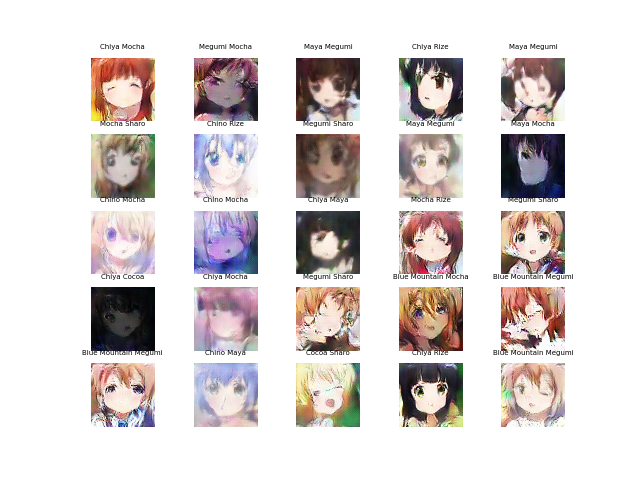 Chiya Mocha
Megumi Mocha
Maya Megumi
Chiya Rize
Maya Megumi
Mocha Sharo
Chino Rize
Megumi Sharo
Maya Megumi
Maya Mocha
Chino Mocha
Chino Mocha
Chiya Maya
Mocha Rize
Megumi Sharo
Chiya Cocoa
Chiya Mocha
Megumi Sharo
Blue Mountain Mocha
Blue Mountain Megumi
Blue Mountain Megumi
Chino Maya
Cocoa Sharo
Chiya Rize
Blue Mountain Megumi